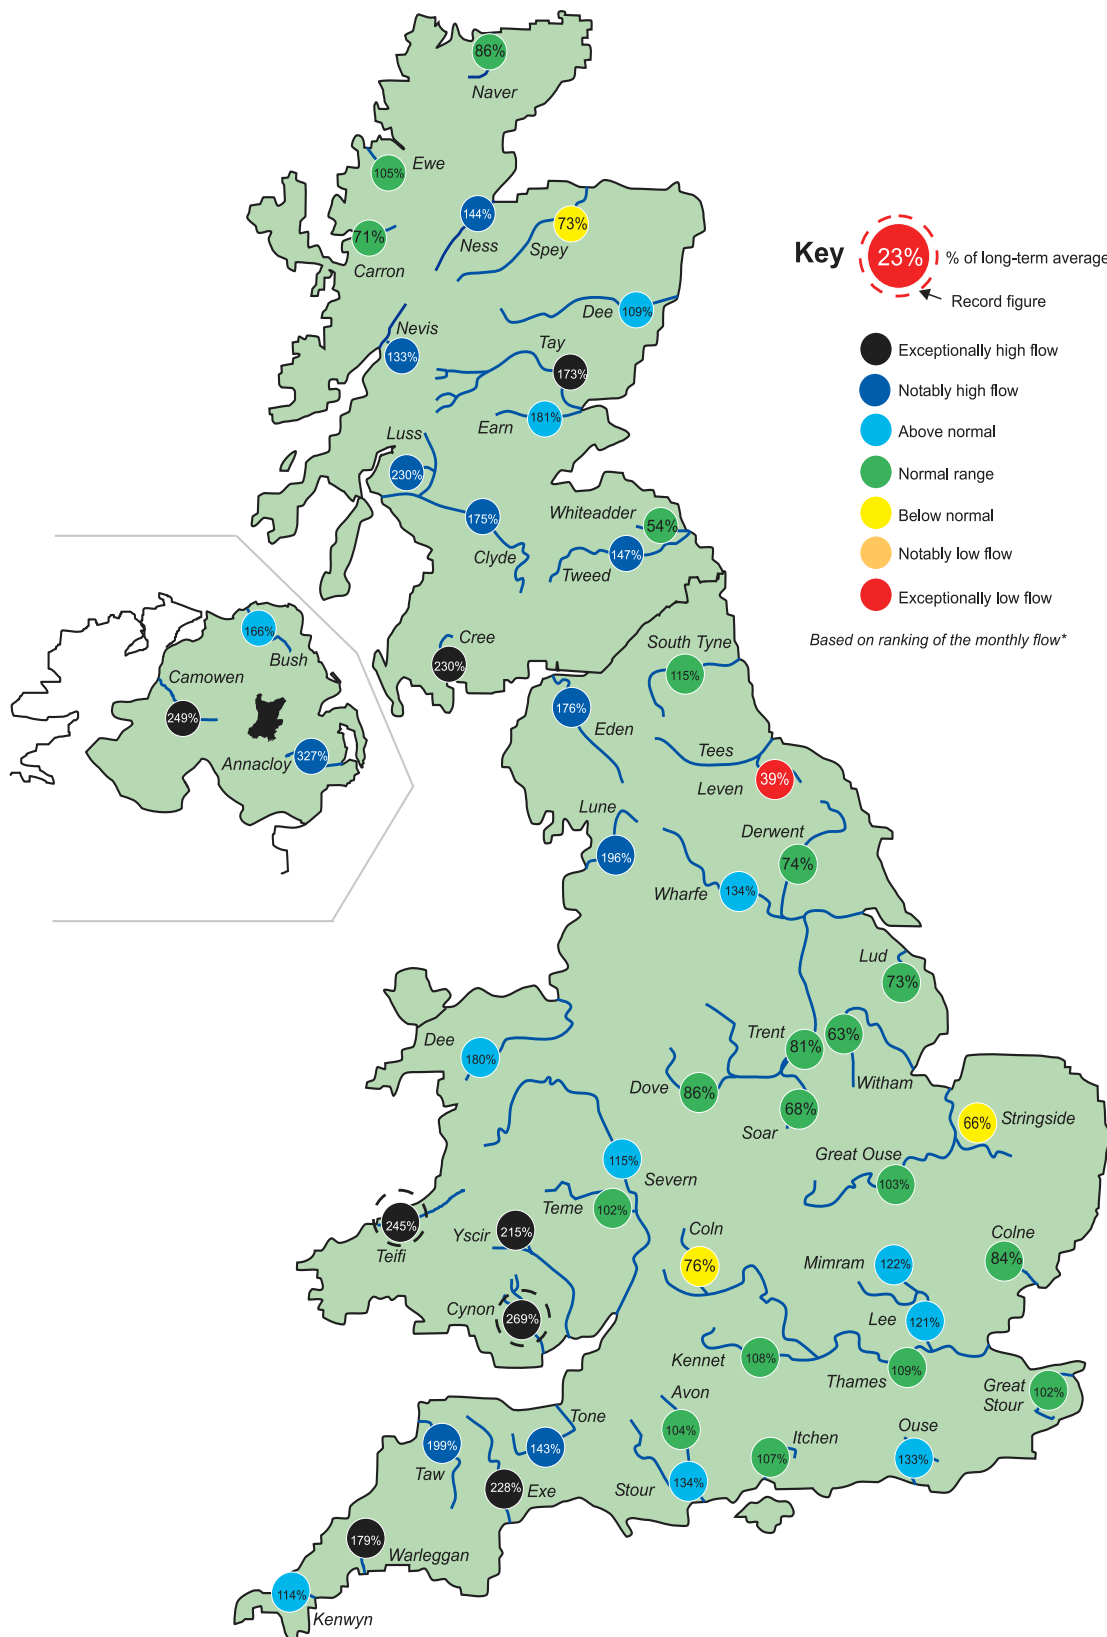 86%
Naver
Ewe
105%
144%
Ness
73%
Spey
71%
Carron
Key
23%
% of long-term average
Record figure
Exceptionally high flow
Notably high flow
Above normal
Normal range
Below normal
Notably low flow
Exceptionally low flow
Based on ranking of the monthly flow*
Dee
109%
Nevis
133%
Tay
173%
Earn
181%
Luss
230%
175%
Clyde
Whiteadder
54%
147%
Tweed
Cree
230%
South Tyne
115%
166%
Bush
Camowen
249%
Annacloy
327%
176%
Eden
Tees
Leven
39%
Lune
196%
Derwent
74%
Wharfe
134%
Lud
73%
Dee
180%
Trent
81%
63%
Witham
Dove
86%
68%
Soar
66%
Stringside
Great Ouse
103%
115%
Severn
Teme
102%
245%
Teifi
Yscir
215%
Coln
76%
Mimram
122%
Colne
84%
Cynon
269%
Lee
121%
Kennet
108%
Thames
109%
Great
Stour
102%
Avon
104%
Tone
143%
199%
Taw
Itchen
107%
Ouse
133%
228%
Exe
Stour
134%
179%
Warleggan
114%
Kenwyn